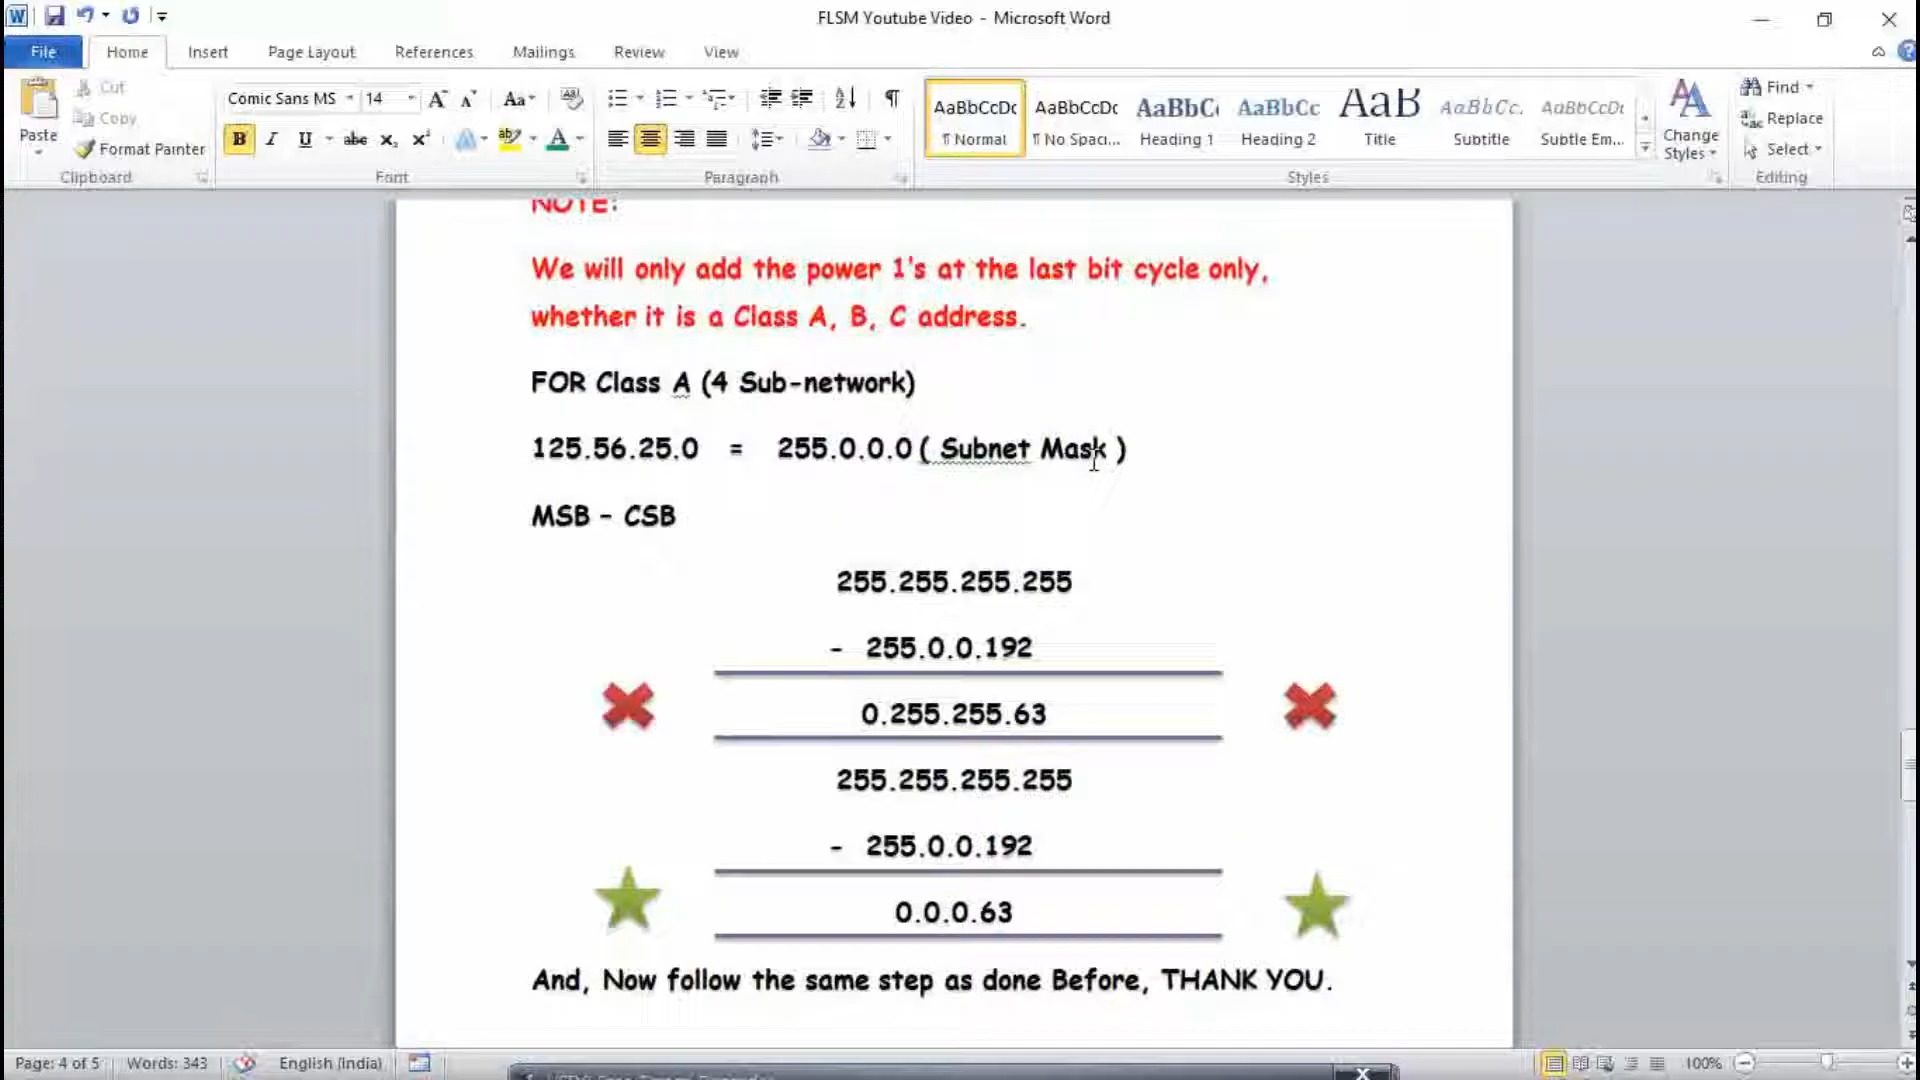 FLSM Youtube Video - Microsoft Word
File Home Insert Page Layout References Mailings Review View
Paste
Cut
Copy
Format Painter
Clipboard
Comic Sans MS 14
Font
Paragraph
AaBbCcDc AaBbCcDc AaBbC AaBbCc AaB AaBbCc. AaBbCcDt
¶ Normal ¶ No Spaci... Heading 1 Heading 2 Title Subtitle Subtle Em...
Styles
Change Styles
Find
Replace
Select
Editing
NOTE:
We will only add the power 1's at the last bit cycle only,
whether it is a Class A, B, C address.
FOR Class A (4 Sub-network)
125.56.25.0 = 255.0.0.0 ( Subnet Mask )
MSB - CSB
255.255.255.255
- 255.0.0.192
0.255.255.63
255.255.255.255
- 255.0.0.192
0.0.0.63
And, Now follow the same step as done Before, THANK YOU.
Page: 4 of 5 Words: 343 English (India) 100%